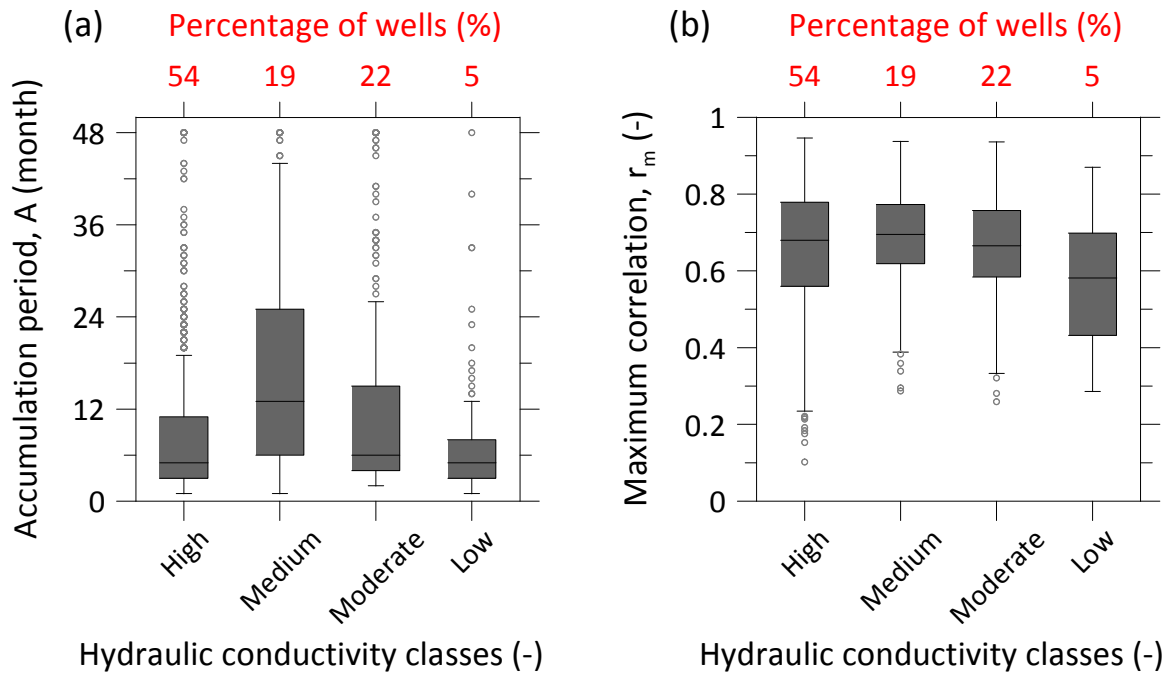 (a) Percentage of wells (%)
54 19 22 5
Accumulation period, A (month)
48
36
24
12
0
High
Medium
Moderate
Low
Hydraulic conductivity classes (-)
(b) Percentage of wells (%)
54 19 22 5
Maximum correlation, rm (-)
1
0.8
0.6
0.4
0.2
0
High
Medium
Moderate
Low
Hydraulic conductivity classes (-)